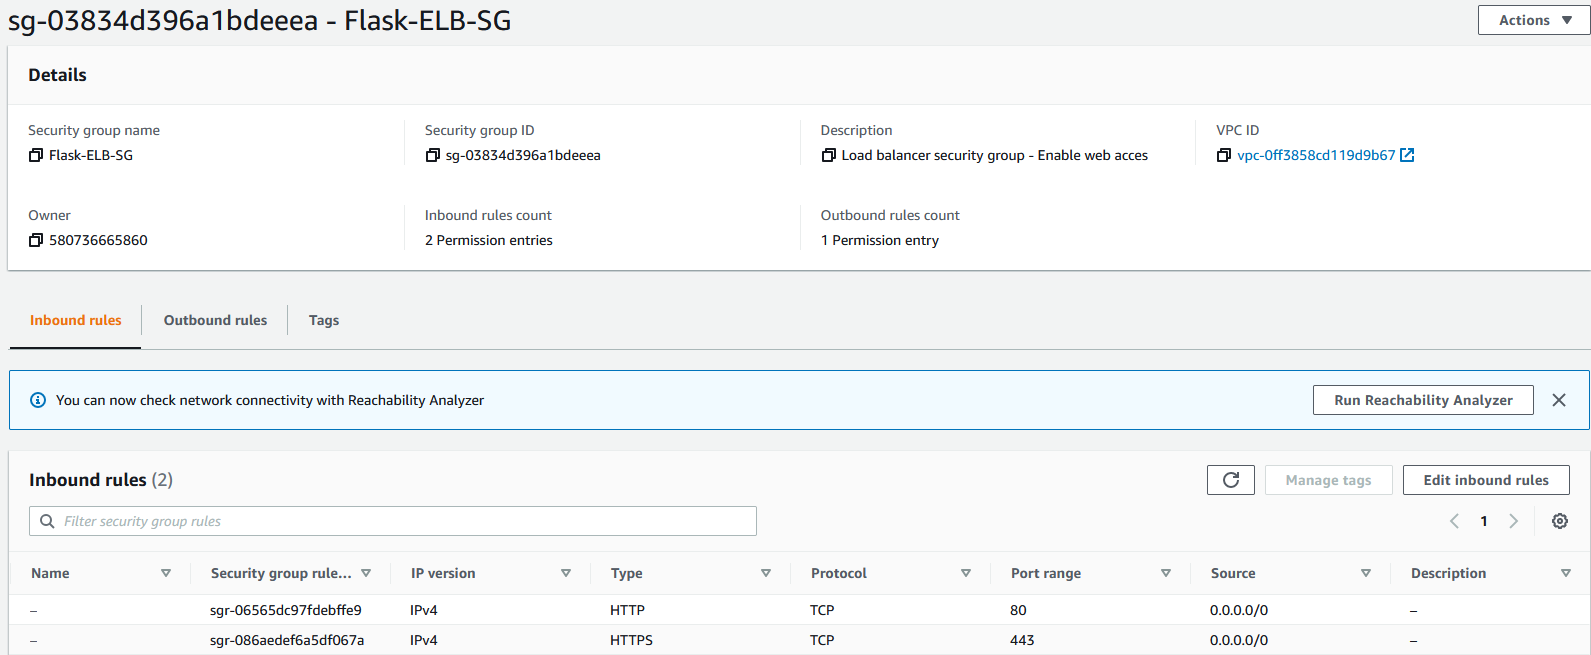 sg-03834d396a1bdeeea - Flask-ELB-SG
Actions
Details
Security group name
Security group ID
Description
VPC ID
Flask-ELB-SG
sg-03834d396a1bdeeea
Load balancer security group - Enable web acces
vpc-0ff3858cd119d9b67
Owner
Inbound rules count
Outbound rules count
580736665860
2 Permission entries
1 Permission entry
Inbound rules
Outbound rules
Tags
You can now check network connectivity with Reachability Analyzer
Run Reachability Analyzer
Inbound rules (2)
Manage tags
Edit inbound rules
Filter security group rules
1
Name
Security group rule...
IP version
Type
Protocol
Port range
Source
Description
– sgr-06565dc97fdebffe9 IPv4 HTTP TCP 80 0.0.0.0/0 –
– sgr-086aedef6a5df067a IPv4 HTTPS TCP 443 0.0.0.0/0 –